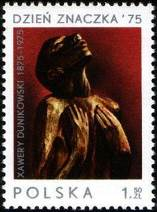 DZIEŃ ZNACZKA '75
XAWERY DUNIKOWSKI 1875-1975
POLSKA 1.50 ZŁ